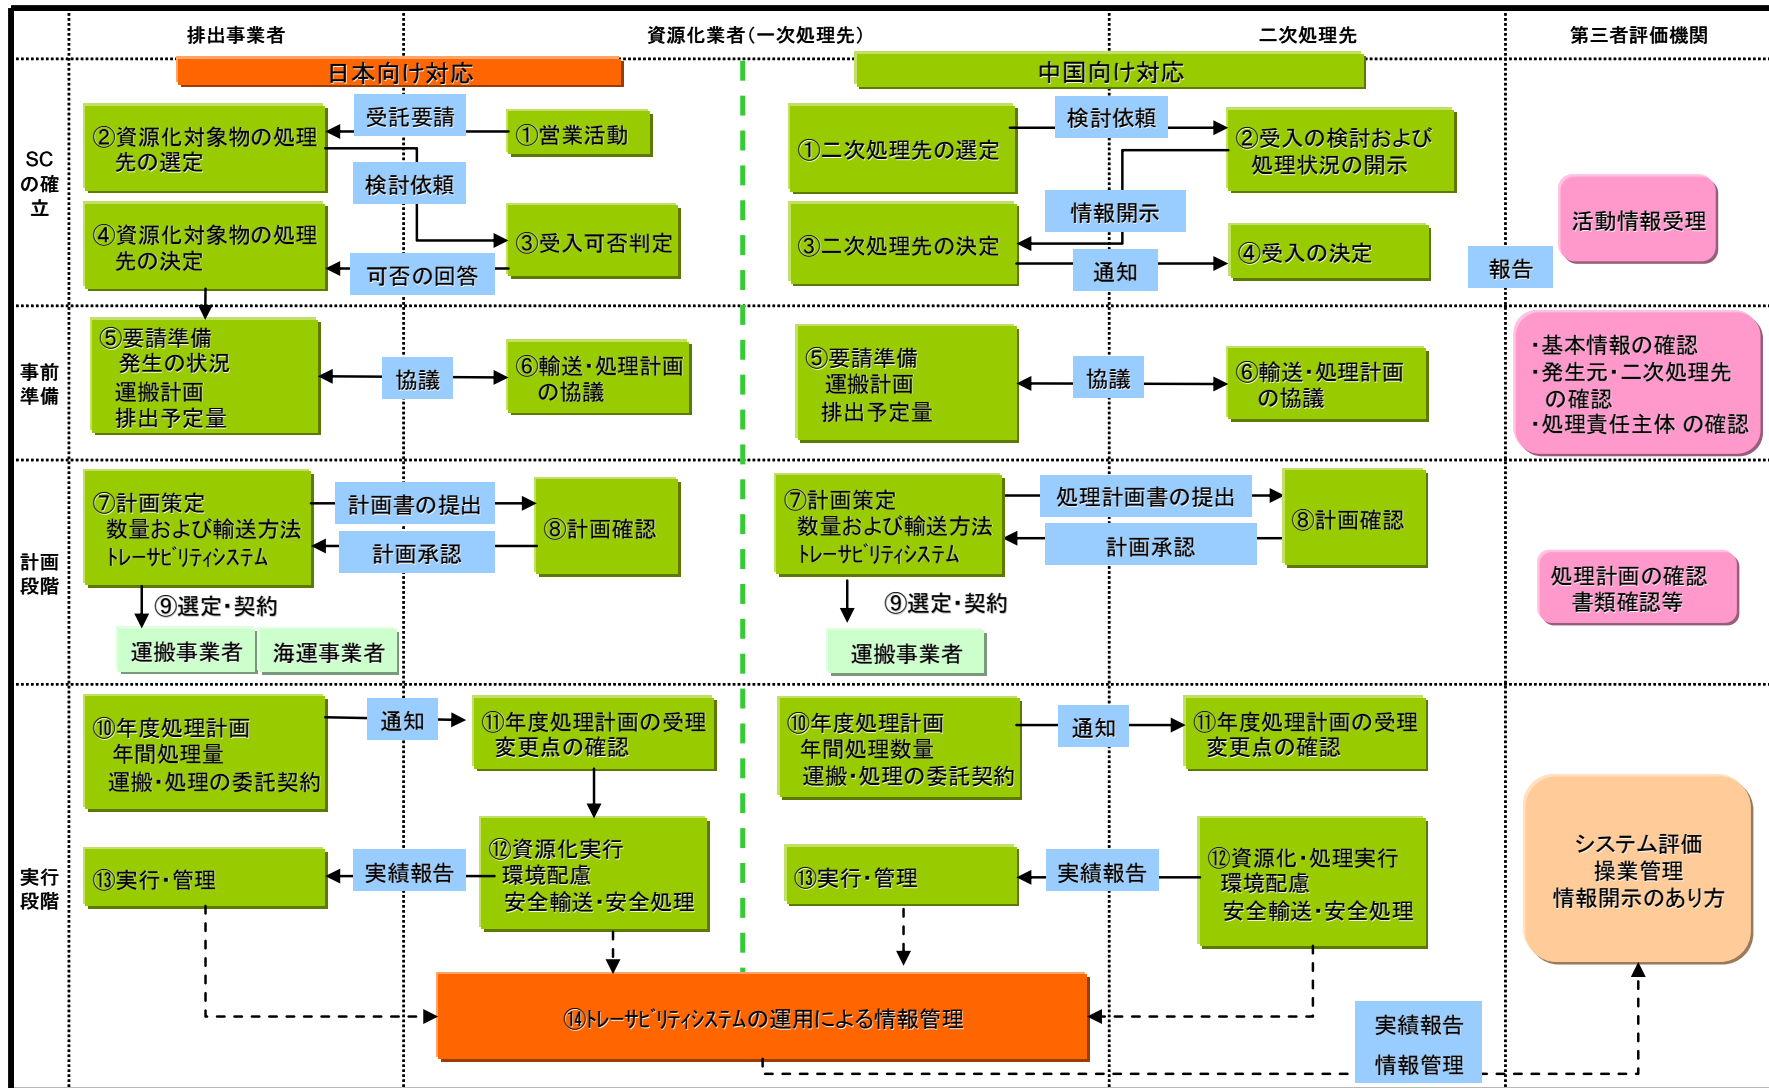 排出事業者
資源化業者(一次処理先)
二次処理先
第三者評価機関
日本向け対応
中国向け対応
SC
の確
立
②資源化対象物の処理
先の選定
受託要請
①営業活動
検討依頼
④資源化対象物の処理
先の決定
③受入可否判定
可否の回答
①二次処理先の選定
検討依頼
②受入の検討および
処理状況の開示
情報開示
③二次処理先の決定
通知
④受入の決定
報告
活動情報受理
事前
準備
⑤要請準備
発生の状況
運搬計画
排出予定量
協議
⑥輸送・処理計画
の協議
⑤要請準備
運搬計画
排出予定量
協議
⑥輸送・処理計画
の協議
・基本情報の確認
・発生元・二次処理先
の確認
・処理責任主体 の確認
計画
段階
⑦計画策定
数量および輸送方法
トレーサビリティシステム
計画書の提出
計画承認
⑧計画確認
⑨選定・契約
運搬事業者
海運事業者
⑦計画策定
数量および輸送方法
トレーサビリティシステム
処理計画書の提出
計画承認
⑧計画確認
⑨選定・契約
運搬事業者
処理計画の確認
書類確認等
実行
段階
⑩年度処理計画
年間処理量
運搬・処理の委託契約
通知
⑪年度処理計画の受理
変更点の確認
⑬実行・管理
実績報告
⑫資源化実行
環境配慮
安全輸送・安全処理
⑩年度処理計画
年間処理数量
運搬・処理の委託契約
通知
⑪年度処理計画の受理
変更点の確認
⑬実行・管理
実績報告
⑫資源化・処理実行
環境配慮
安全輸送・安全処理
システム評価
操業管理
情報開示のあり方
⑭トレーサビリティシステムの運用による情報管理
実績報告
情報管理